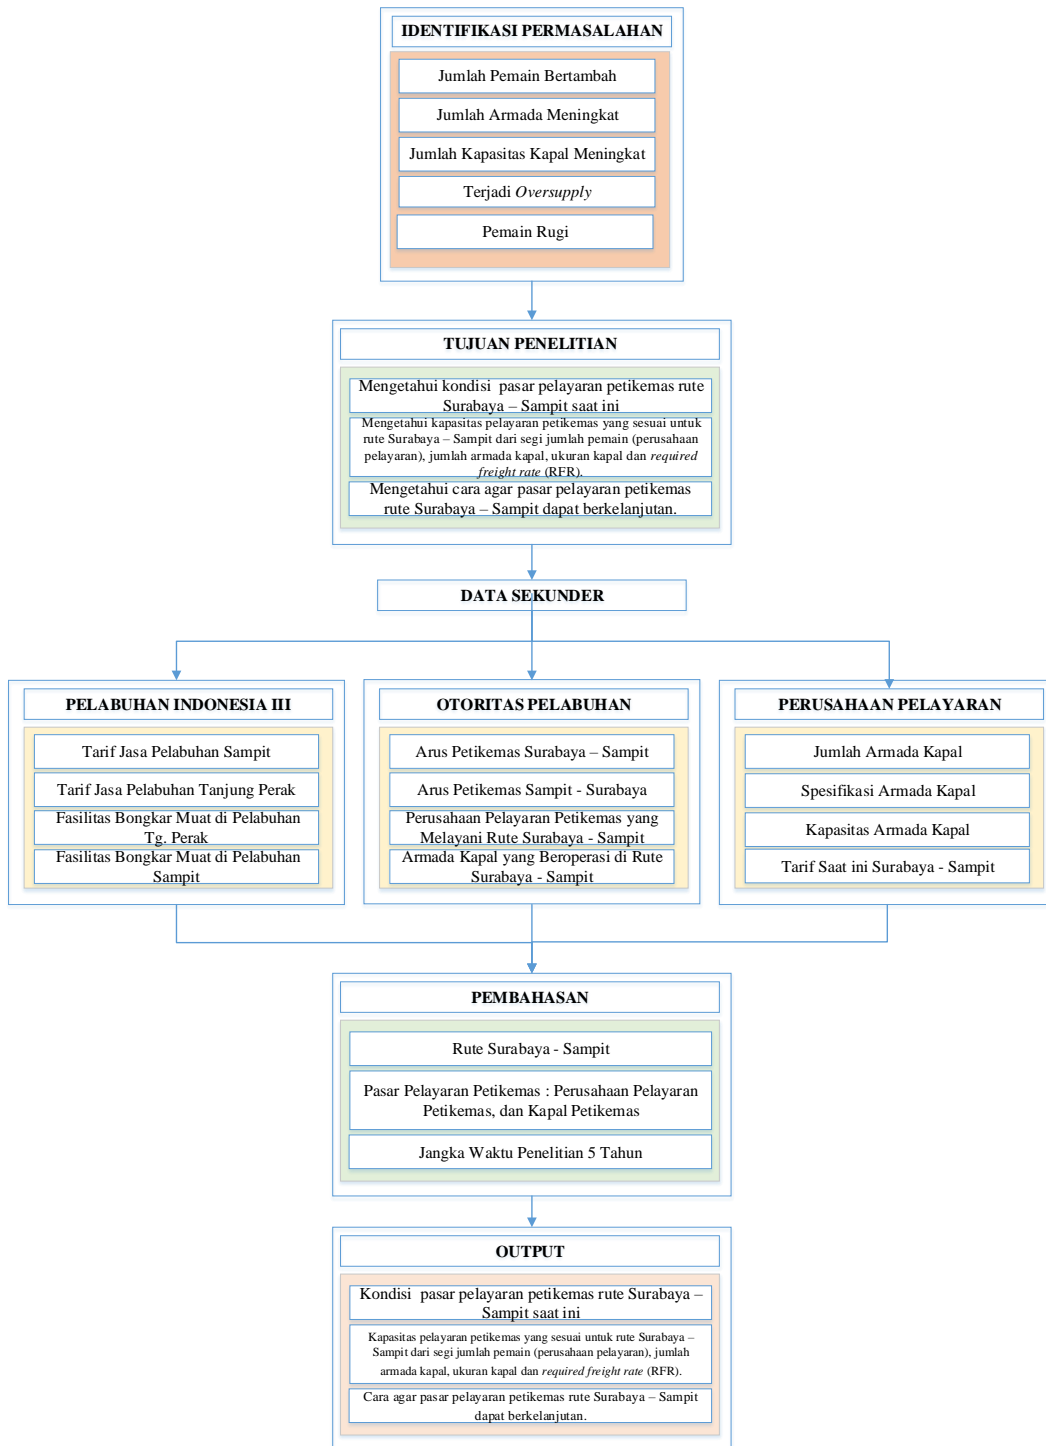 IDENTIFIKASI PERMASALAHAN
Jumlah Pemain Bertambah
Jumlah Armada Meningkat
Jumlah Kapasitas Kapal Meningkat
Terjadi Oversupply
Pemain Rugi
TUJUAN PENELITIAN
Mengetahui kondisi pasar pelayaran petikemas rute
Surabaya – Sampit saat ini
Mengetahui kapasitas pelayaran petikemas yang sesuai untuk
rute Surabaya – Sampit dari segi jumlah pemain (perusahaan
pelayaran), jumlah armada kapal, ukuran kapal dan required
freight rate (RFR).
Mengetahui cara agar pasar pelayaran petikemas
rute Surabaya – Sampit dapat berkelanjutan.
DATA SEKUNDER
PELABUHAN INDONESIA III
Tarif Jasa Pelabuhan Sampit
Tarif Jasa Pelabuhan Tanjung Perak
Fasilitas Bongkar Muat di Pelabuhan
Tg. Perak
Fasilitas Bongkar Muat di Pelabuhan
Sampit
OTORITAS PELABUHAN
Arus Petikemas Surabaya – Sampit
Arus Petikemas Sampit - Surabaya
Perusahaan Pelayaran Petikemas yang
Melayani Rute Surabaya - Sampit
Armada Kapal yang Beroperasi di Rute
Surabaya - Sampit
PERUSAHAAN PELAYARAN
Jumlah Armada Kapal
Spesifikasi Armada Kapal
Kapasitas Armada Kapal
Tarif Saat ini Surabaya - Sampit
PEMBAHASAN
Rute Surabaya - Sampit
Pasar Pelayaran Petikemas : Perusahaan Pelayaran
Petikemas, dan Kapal Petikemas
Jangka Waktu Penelitian 5 Tahun
OUTPUT
Kondisi pasar pelayaran petikemas rute Surabaya –
Sampit saat ini
Kapasitas pelayaran petikemas yang sesuai untuk rute Surabaya –
Sampit dari segi jumlah pemain (perusahaan pelayaran), jumlah
armada kapal, ukuran kapal dan required freight rate (RFR).
Cara agar pasar pelayaran petikemas rute Surabaya – Sampit
dapat berkelanjutan.